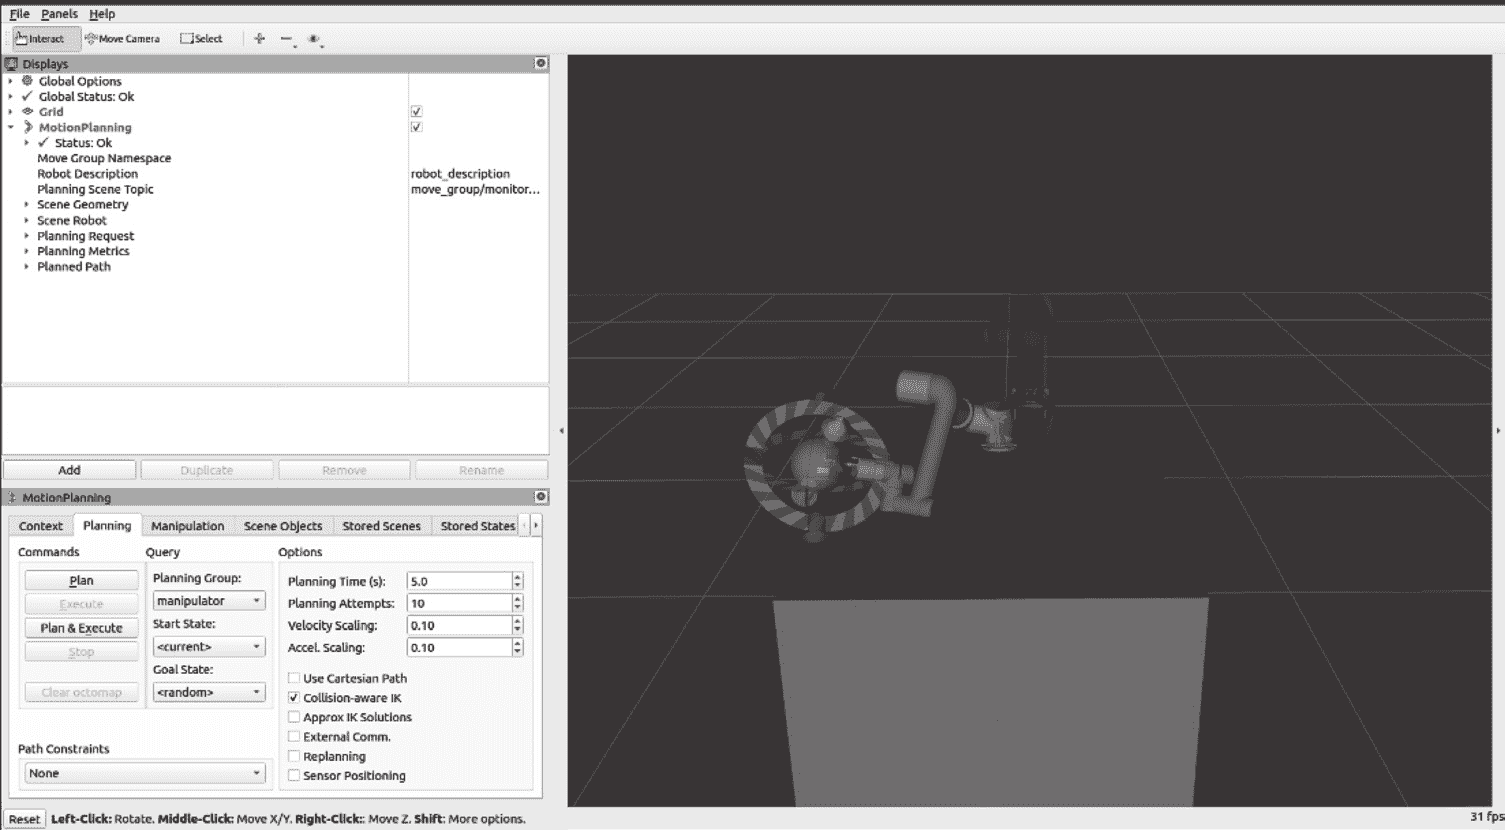 File Panels Help
Interact Move Camera Select
Displays
Global Options
Global Status: Ok
Grid
MotionPlanning
Status: Ok
Move Group Namespace
Robot Description robot_description
Planning Scene Topic move_group/monitor...
Scene Geometry
Scene Robot
Planning Request
Planning Metrics
Planned Path
Add Duplicate Remove Rename
MotionPlanning
Context Planning Manipulation Scene Objects Stored Scenes Stored States
Commands Query Options
Plan
Execute
Plan & Execute
Stop
Clear octomap
Planning Group:
manipulator
Start State:
<current>
Goal State:
<random>
Planning Time (s): 5.0
Planning Attempts: 10
Velocity Scaling: 0.10
Accel. Scaling: 0.10
Use Cartesian Path
Collision-aware IK
Approx IK Solutions
External Comm.
Replanning
Sensor Positioning
Path Constraints
None
Reset Left-Click: Rotate. Middle-Click: Move X/Y. Right-Click:: Move Z. Shift: More options.
31 fps